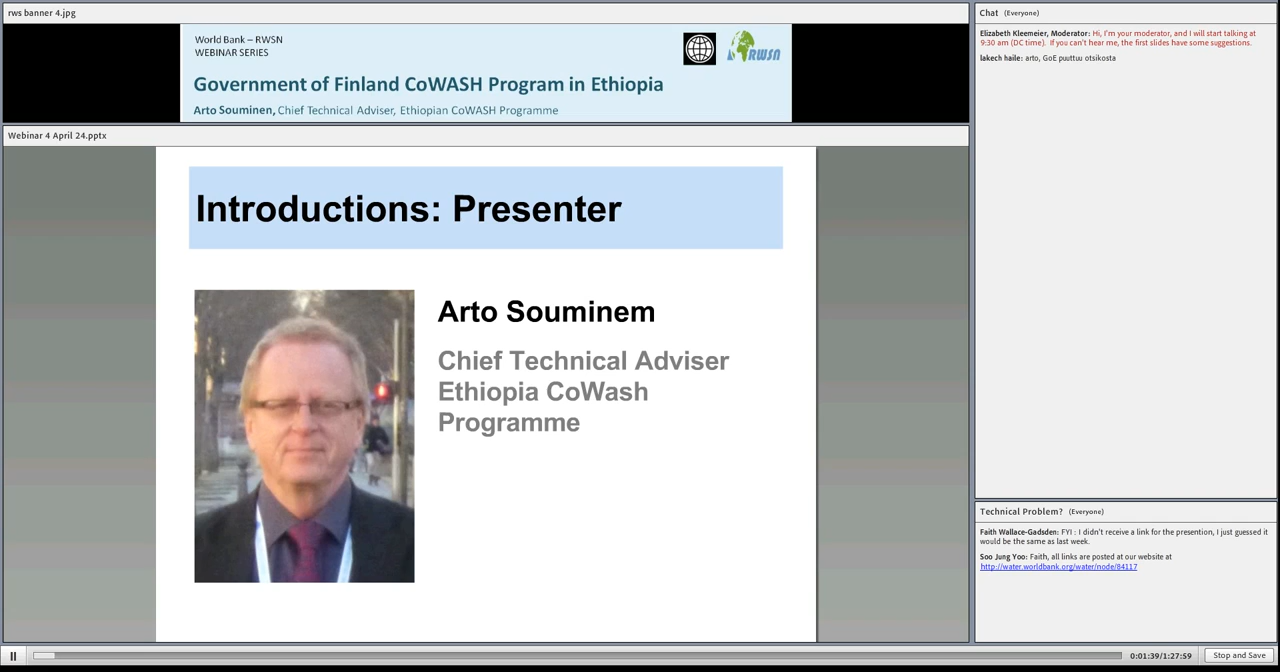 rws banner 4.jpg
World Bank – RWSN
WEBINAR SERIES
RWSN
Government of Finland CoWASH Program in Ethiopia
Arto Souminen, Chief Technical Adviser, Ethiopian CoWASH Programme
Webinar 4 April 24.pptx
Introductions: Presenter
Arto Souminem
Chief Technical Adviser
Ethiopia CoWash
Programme
Chat (Everyone)
Elizabeth Kleemeier, Moderator: Hi, I'm your moderator, and I will start talking at
9:30 am (DC time). If you can't hear me, the first slides have some suggestions.
lakech haile: arto, GoE puuttuu otsikosta
Technical Problem? (Everyone)
Faith Wallace-Gadsden: FYI : I didn't receive a link for the presention, I just guessed it
would be the same as last week.
Soo Jung Yoo: Faith, all links are posted at our website at
http://water.worldbank.org/water/node/84117
0:01:39/1:27:59
Stop and Save